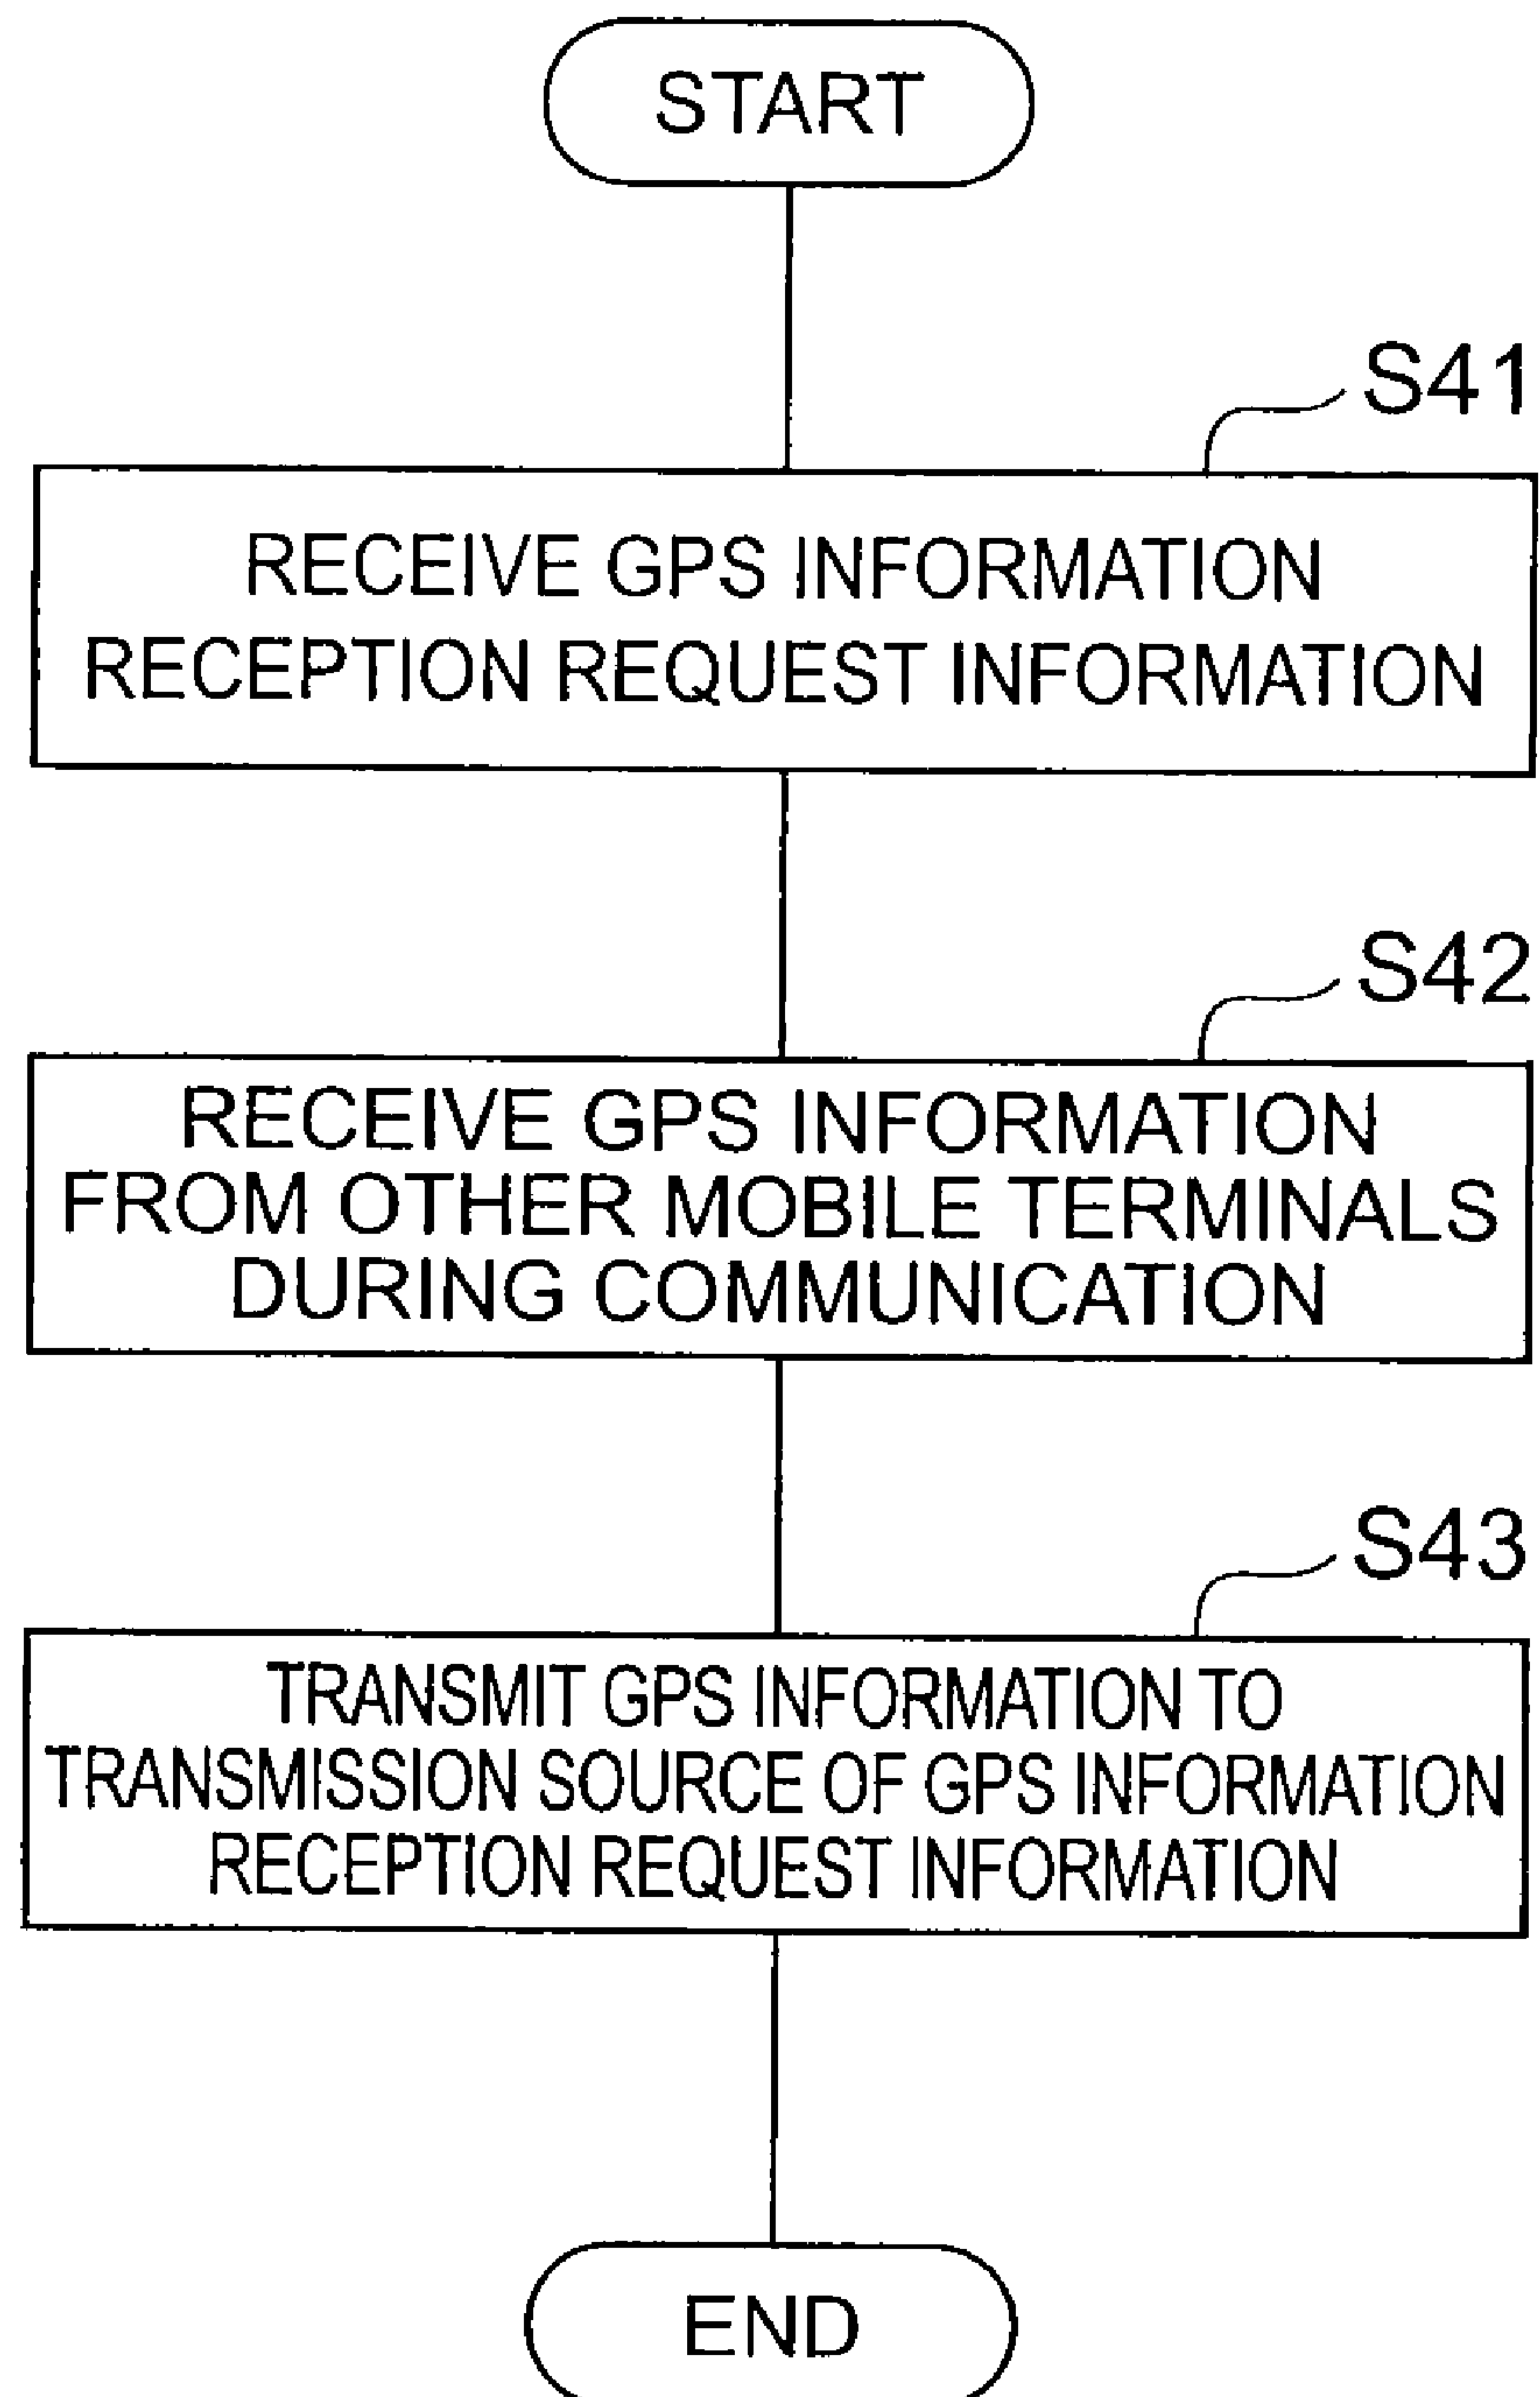 START
S41
RECEIVE GPS INFORMATION
RECEPTION REQUEST INFORMATION
S42
RECEIVE GPS INFORMATION
FROM OTHER MOBILE TERMINALS
DURING COMMUNICATION
S43
TRANSMIT GPS INFORMATION TO
TRANSMISSION SOURCE OF GPS INFORMATION
RECEPTION REQUEST INFORMATION
END